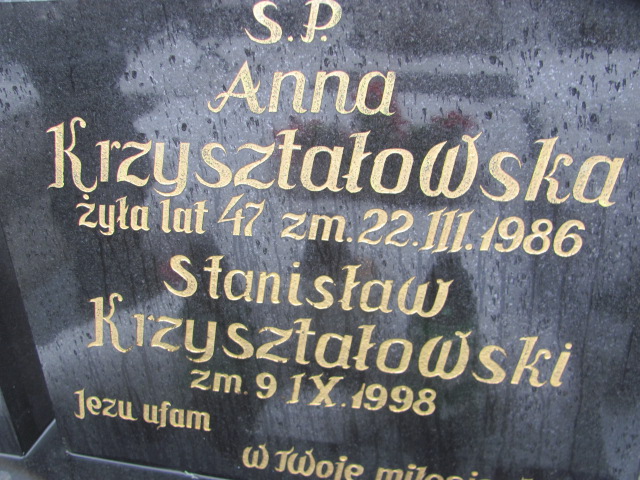 S.P.
Anna
Krzyształowska
żyła lat 47 zm. 22.III.1986
Stanisław
Krzyształowski
zm. 9 IX.1998
Jezu ufam
w Twoje